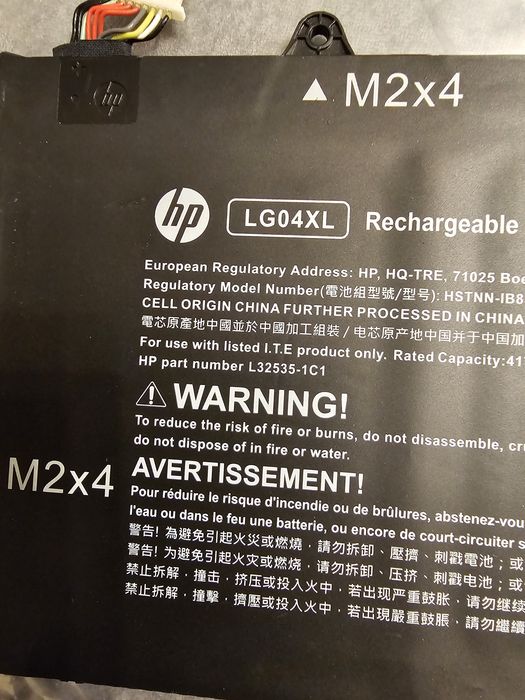 hp
M2x4
hp
LG04XL
Rechargeable
European Regulatory Address: HP, HQ-TRE, 71025 Boe
Regulatory Model Number(電池組型號/型号): HSTNN-IB8
CELL ORIGIN CHINA FURTHER PROCESSED IN CHINA
電芯原產地中國並於中國加工組裝 / 电芯原产地中国并于中国加
For use with listed I.T.E product only. Rated Capacity:41
HP part number L32535-1C1
WARNING!
To reduce the risk of fire or burns, do not disassemble, cru
do not dispose of in fire or water.
M2x4
AVERTISSEMENT!
Pour réduire le risque d'incendie ou de brûlures, abstenez-vou
l'eau ou dans le feu une batterie, ou encore de court-circuiter s
警告! 為避免引起火災或燃燒，請勿拆卸、壓擠、刺戳電池；或
警告! 为避免引起火灾或燃烧，请勿拆卸、压挤、刺戳电池；或
禁止拆解，撞击，挤压或投入火中，若出现严重鼓胀，请勿继续
禁止拆解，撞擊，擠壓或投入火中，若出現嚴重鼓脹，請勿繼續